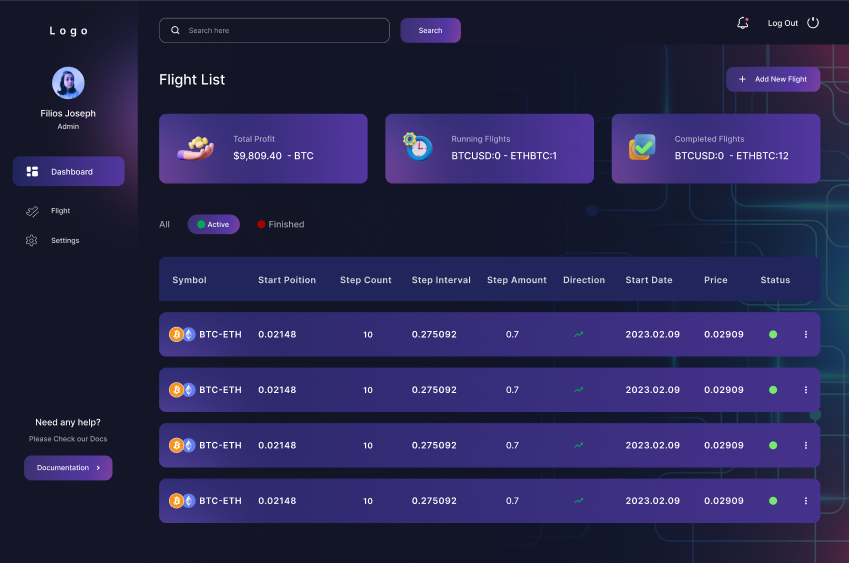 Logo
Search here
Search
Log Out
Filios Joseph
Admin
Dashboard
Flight
Settings
Need any help?
Please Check our Docs
Documentation
Flight List
+ Add New Flight
Total Profit
$9,809.40 - BTC
Running Flights
BTCUSD:0 - ETHBTC:1
Completed Flights
BTCUSD:0 - ETHBTC:12
All Active Finished
Symbol Start Poition Step Count Step Interval Step Amount Direction Start Date Price Status
BTC-ETH 0.02148 10 0.275092 0.7 2023.02.09 0.02909
BTC-ETH 0.02148 10 0.275092 0.7 2023.02.09 0.02909
BTC-ETH 0.02148 10 0.275092 0.7 2023.02.09 0.02909
BTC-ETH 0.02148 10 0.275092 0.7 2023.02.09 0.02909